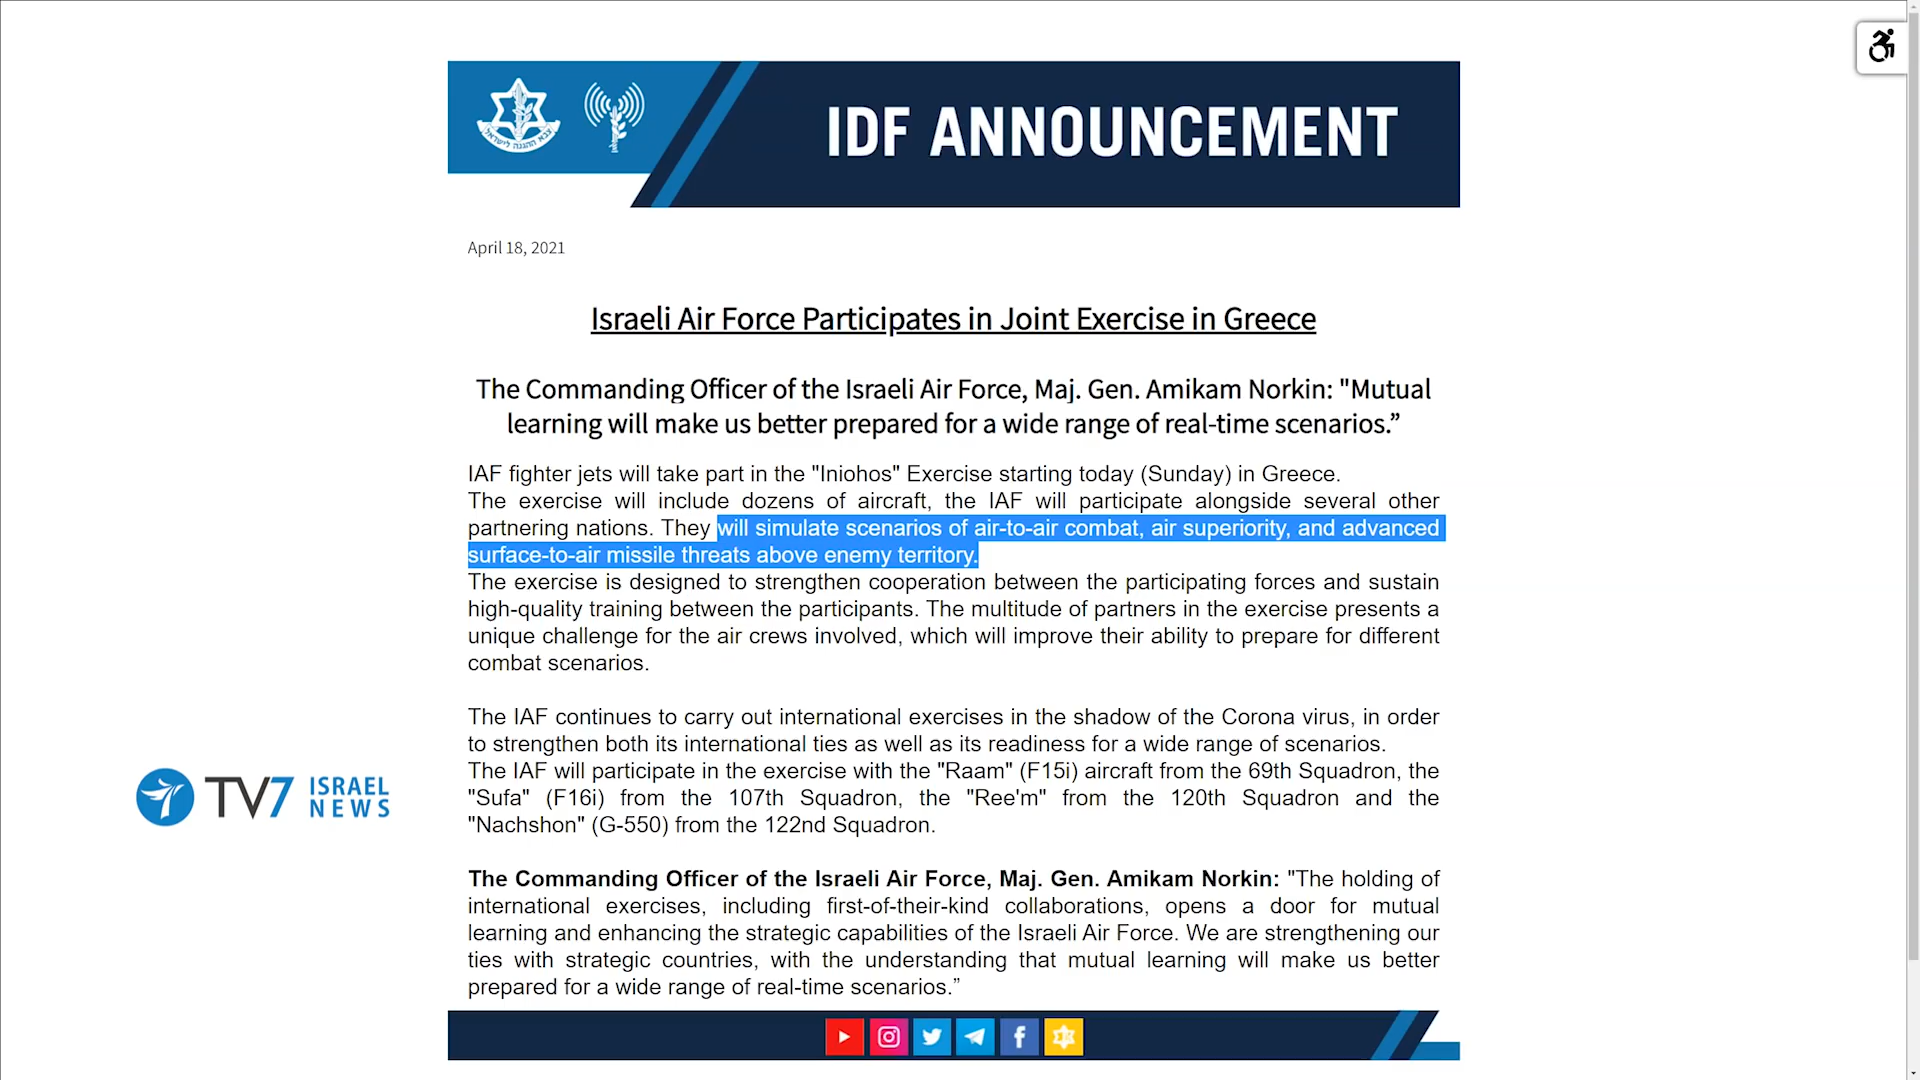 צבא ההגנה לישראל
IDF ANNOUNCEMENT
April 18, 2021
Israeli Air Force Participates in Joint Exercise in Greece
The Commanding Officer of the Israeli Air Force, Maj. Gen. Amikam Norkin: "Mutual
learning will make us better prepared for a wide range of real-time scenarios.”
IAF fighter jets will take part in the "Iniohos" Exercise starting today (Sunday) in Greece.
The exercise will include dozens of aircraft, the IAF will participate alongside several other
partnering nations. They will simulate scenarios of air-to-air combat, air superiority, and advanced
surface-to-air missile threats above enemy territory.
The exercise is designed to strengthen cooperation between the participating forces and sustain
high-quality training between the participants. The multitude of partners in the exercise presents a
unique challenge for the air crews involved, which will improve their ability to prepare for different
combat scenarios.
The IAF continues to carry out international exercises in the shadow of the Corona virus, in order
to strengthen both its international ties as well as its readiness for a wide range of scenarios.
The IAF will participate in the exercise with the "Raam" (F15i) aircraft from the 69th Squadron, the
"Sufa" (F16i) from the 107th Squadron, the "Ree'm" from the 120th Squadron and the
"Nachshon" (G-550) from the 122nd Squadron.
The Commanding Officer of the Israeli Air Force, Maj. Gen. Amikam Norkin: "The holding of
international exercises, including first-of-their-kind collaborations, opens a door for mutual
learning and enhancing the strategic capabilities of the Israeli Air Force. We are strengthening our
ties with strategic countries, with the understanding that mutual learning will make us better
prepared for a wide range of real-time scenarios.”
TV7 ISRAEL
NEWS